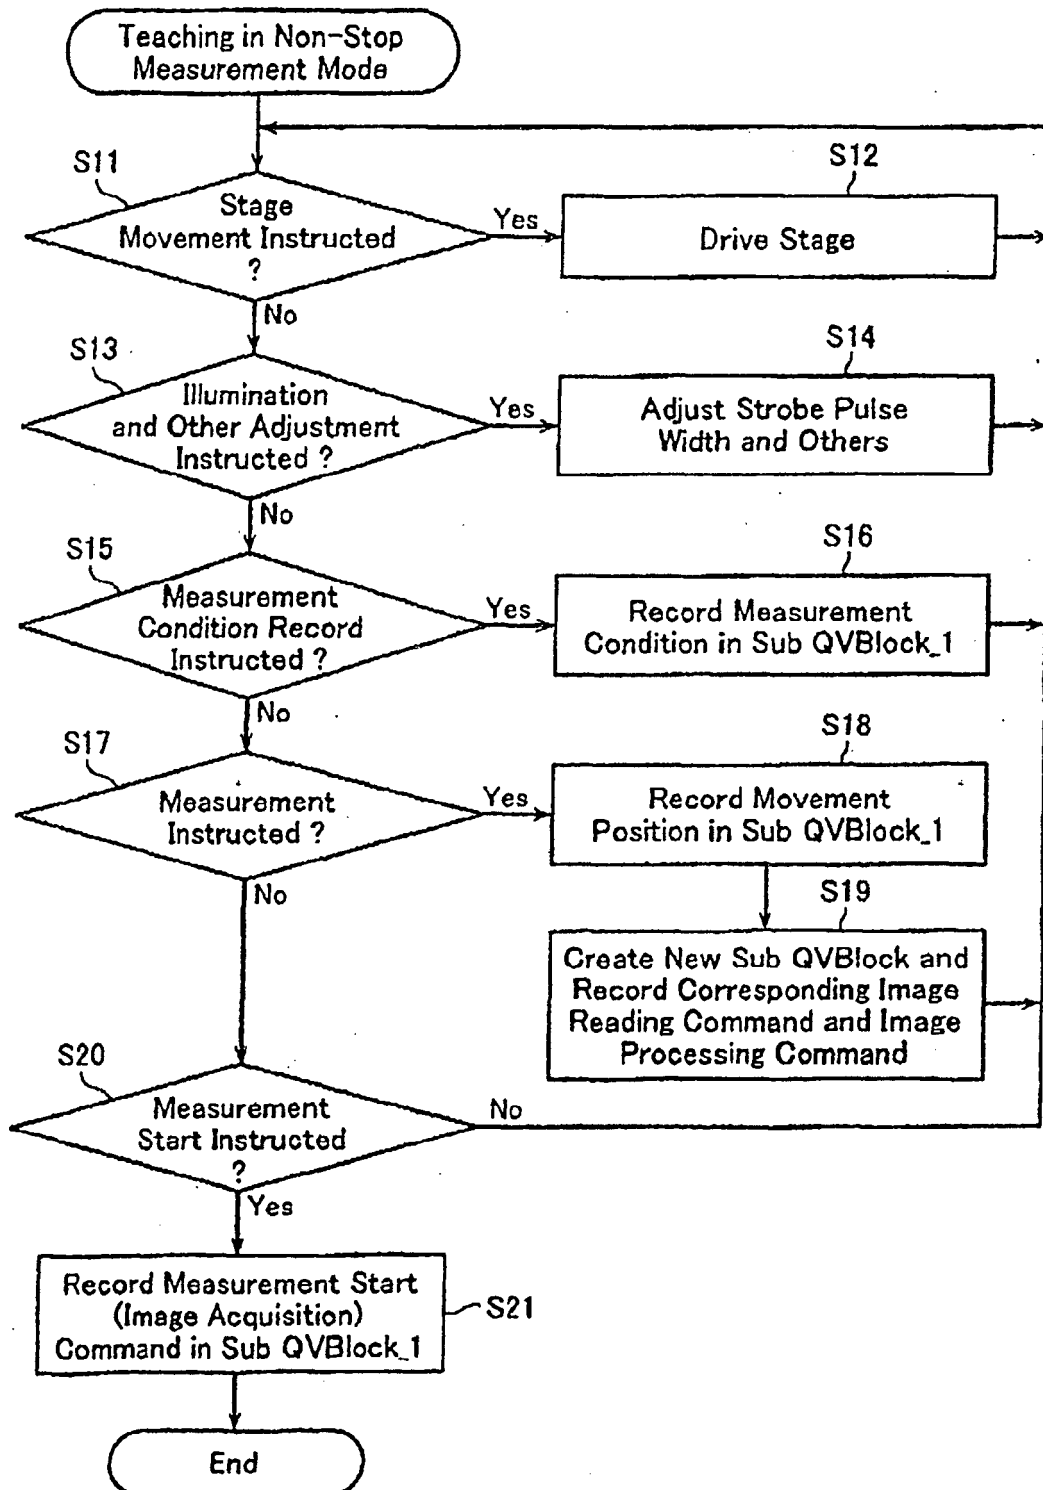 Teaching in Non-Stop
Measurement Mode
S11
Stage
Movement Instructed
?
Yes
S12
Drive Stage
No
S13
Illumination
and Other Adjustment
Instructed ?
Yes
S14
Adjust Strobe Pulse
Width and Others
No
S15
Measurement
Condition Record
Instructed ?
Yes
S16
Record Measurement
Condition in Sub QVBlock_1
No
S17
Measurement
Instructed ?
Yes
S18
Record Movement
Position in Sub QVBlock_1
No
S19
Create New Sub QVBlock and
Record Corresponding Image
Reading Command and Image
Processing Command
S20
Measurement
Start Instructed
?
No
Yes
Record Measurement Start
(Image Acquisition)
Command in Sub QVBlock_1
S21
End